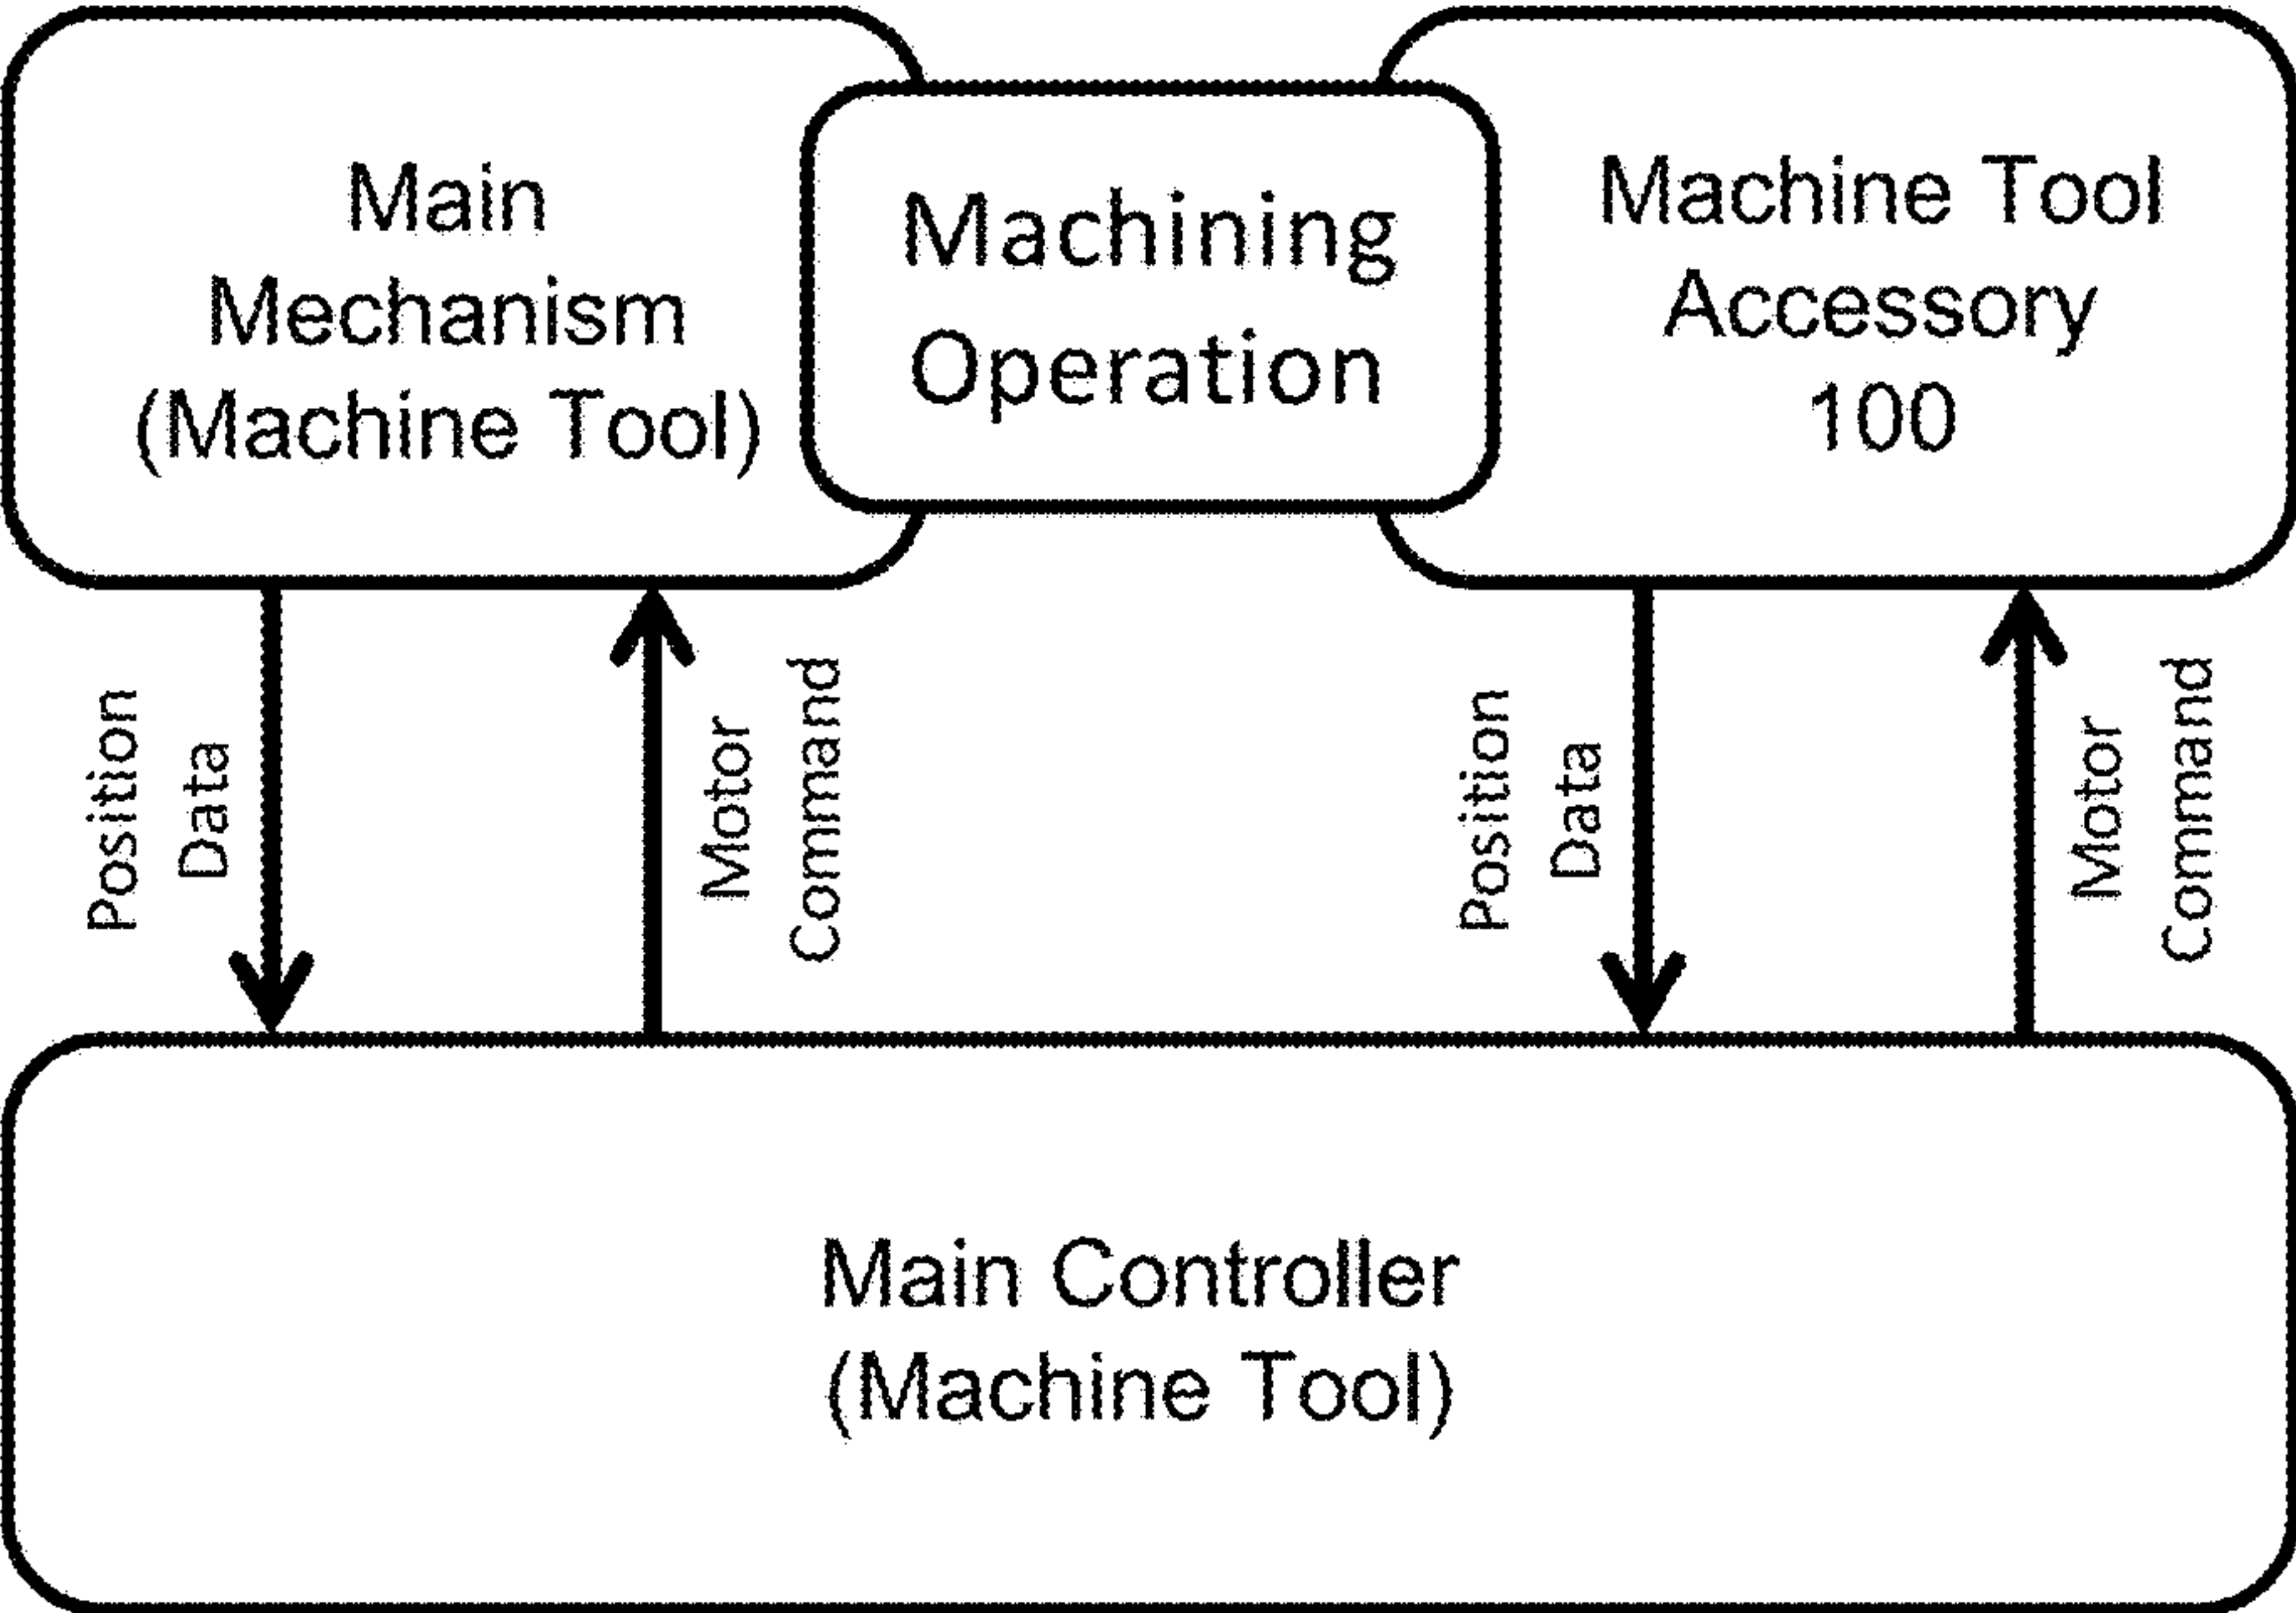 Main
Mechanism
(Machine Tool)
Machining
Operation
Machine Tool
Accessory
100
Position
Data
Motor
Command
Position
Data
Motor
Command
Main Controller
(Machine Tool)